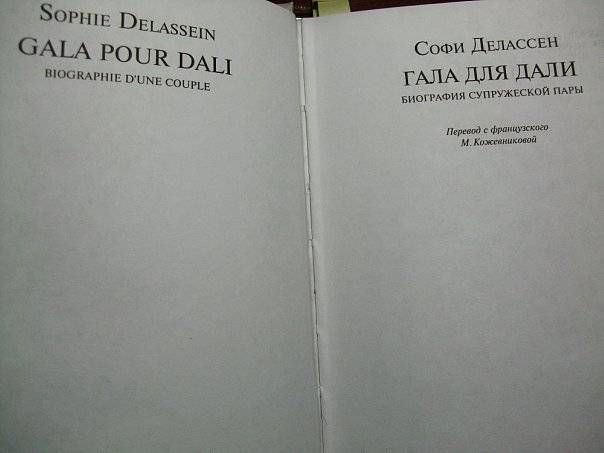 SOPHIE DELASSEIN
GALA POUR DALI
BIOGRAPHIE D'UNE COUPLE
СОФИ ДЕЛАССЕН
ГАЛА ДЛЯ ДАЛИ
БИОГРАФИЯ СУПРУЖЕСКОЙ ПАРЫ
Перевод с французского
М. Кожевниковой